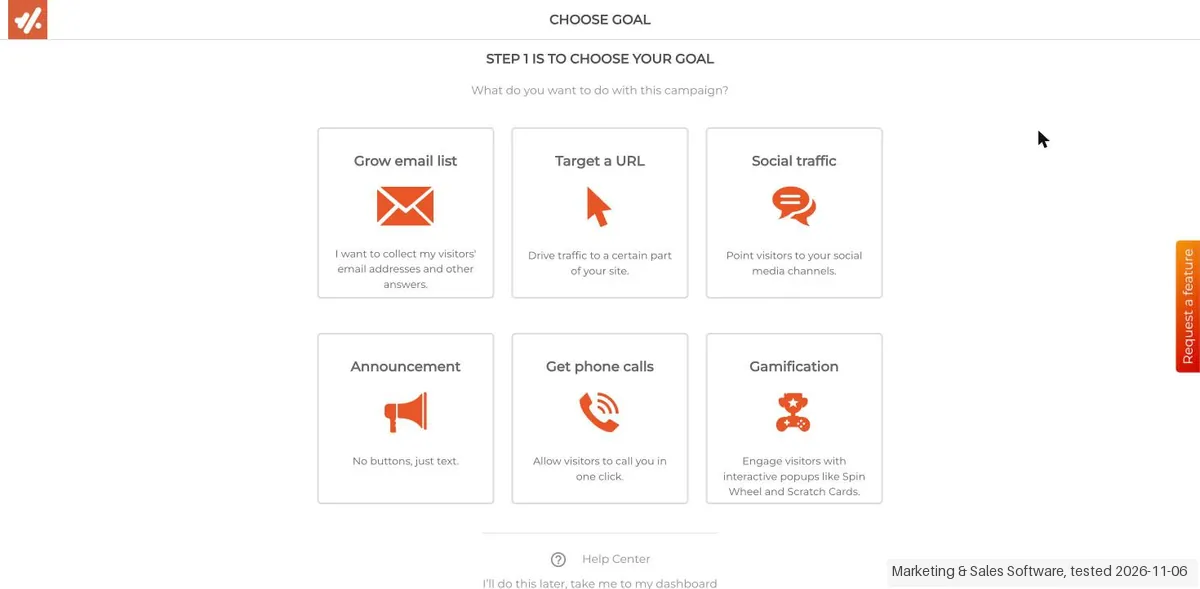 CHOOSE GOAL
STEP 1 IS TO CHOOSE YOUR GOAL
What do you want to do with this campaign?
Grow email list
I want to collect my visitors'
email addresses and other
answers.
Target a URL
Drive traffic to a certain part
of your site.
Social traffic
Point visitors to your social
media channels.
Request a feature
Announcement
No buttons, just text.
Get phone calls
Allow visitors to call you in
one click.
Gamification
Engage visitors with
interactive popups like Spin
Wheel and Scratch Cards.
Help Center
I'll do this later, take me to my dashboard
Marketing & Sales Software, tested 2026-11-06